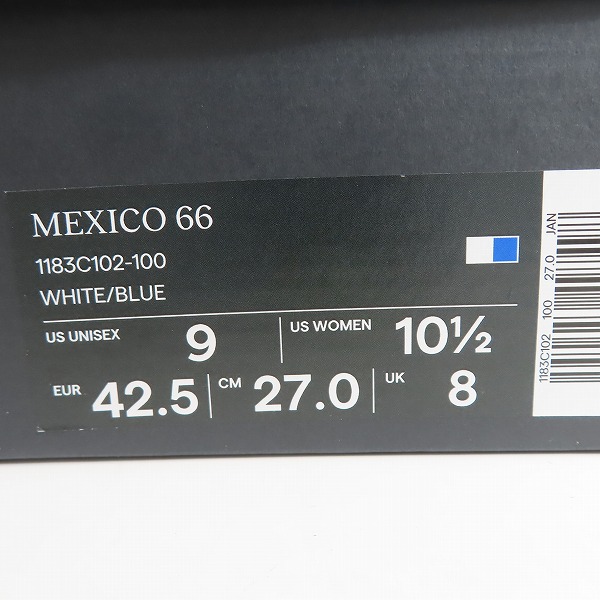 MEXICO 66
1183C102-100
WHITE/BLUE
US UNISEX 9 US WOMEN 10½
EUR 42.5 CM 27.0 UK 8
1183C102 100 27.0 JAN